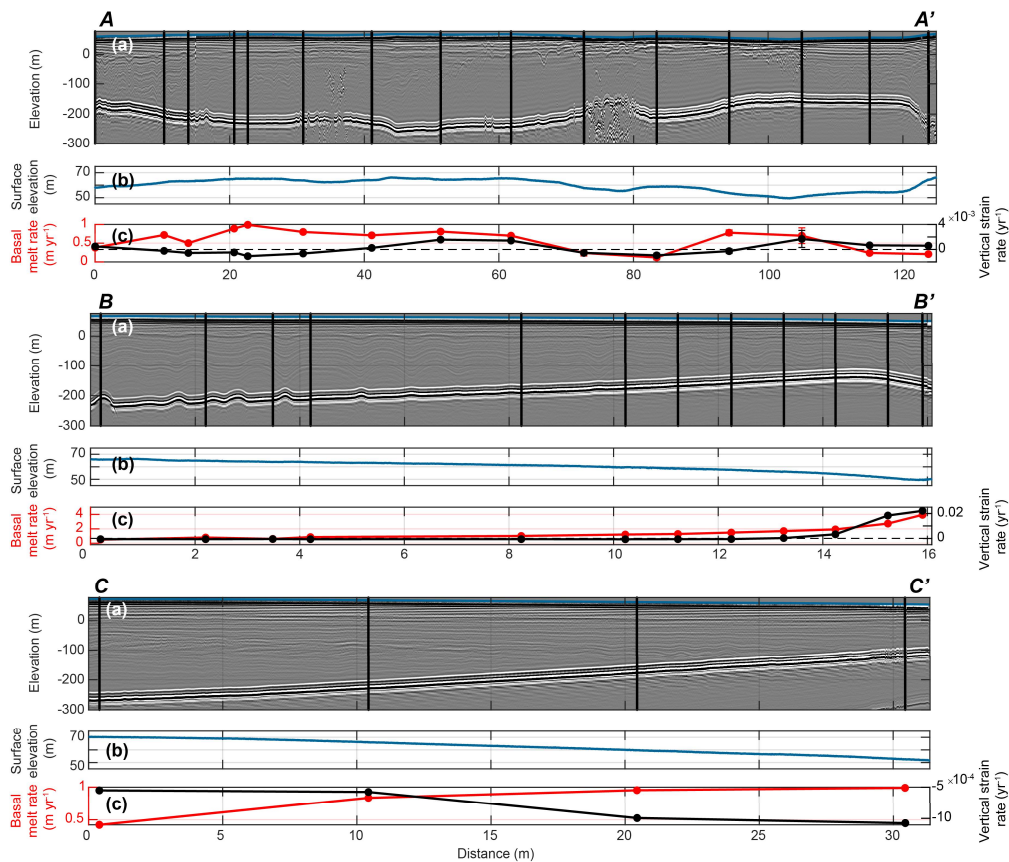 A A’
(a)
Elevation (m)
0
-100
-200
-300
(b)
Surface
elevation
(m)
70
50
(c)
Basal
melt rate
(m yr⁻¹)
1
0.5
0
4 ×10⁻³
0
Vertical strain
rate (yr⁻¹)
0 20 40 60 80 100 120
B B’
(a)
Elevation (m)
0
-100
-200
-300
(b)
Surface
elevation
(m)
70
50
(c)
Basal
melt rate
(m yr⁻¹)
4
2
0
0.02
0
Vertical strain
rate (yr⁻¹)
0 2 4 6 8 10 12 14 16
C C’
(a)
Elevation (m)
0
-100
-200
-300
(b)
Surface
elevation
(m)
70
50
(c)
Basal
melt rate
(m yr⁻¹)
1
0.5
-5 ×10⁻⁴
-10
Vertical strain
rate (yr⁻¹)
0 5 10 15 20 25 30
Distance (m)